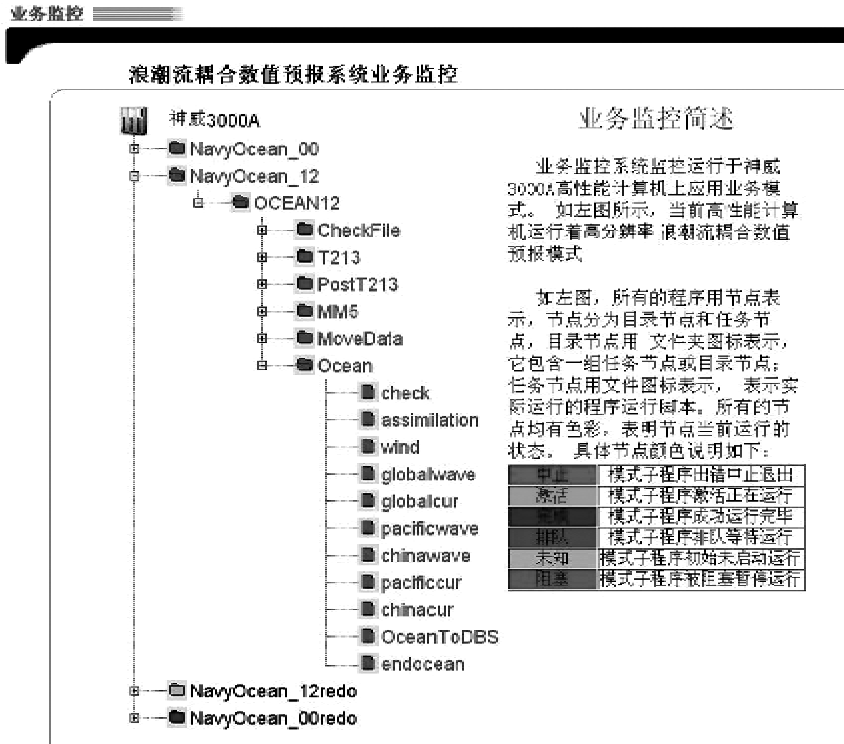 业务监控
浪潮流耦合数值预报系统业务监控
神威3000A
NavyOcean_00
NavyOcean_12
OCEAN12
CheckFile
T213
PostT213
MM5
MoveData
Ocean
check
assimilation
wind
globalwave
globalcur
pacificwave
chinawave
pacificcur
chinacur
OceanToDBS
endocean
NavyOcean_12redo
NavyOcean_00redo
业务监控简述
业务监控系统监控运行于神威
3000A高性能计算机上应用业务模
式。 如左图所示，当前高性能计算
机运行着高分辨率 浪潮流耦合数值
预报模式
如左图，所有的程序用节点表
示，节点分为目录节点和任务节
点，目录节点用 文件夹图标表示，
它包含一组任务节点或目录节点；
任务节点用文件图标表示， 表示实
际运行的程序运行脚本。所有的节
点均有色彩，表明节点当前运行的
状态。 具体节点颜色说明如下：
中止 模式子程序出错中止退出
激活 模式子程序激活正在运行
完成 模式子程序成功运行完毕
排队 模式子程序排队等待运行
未知 模式子程序初始未启动运行
阻塞 模式子程序被阻塞暂停运行